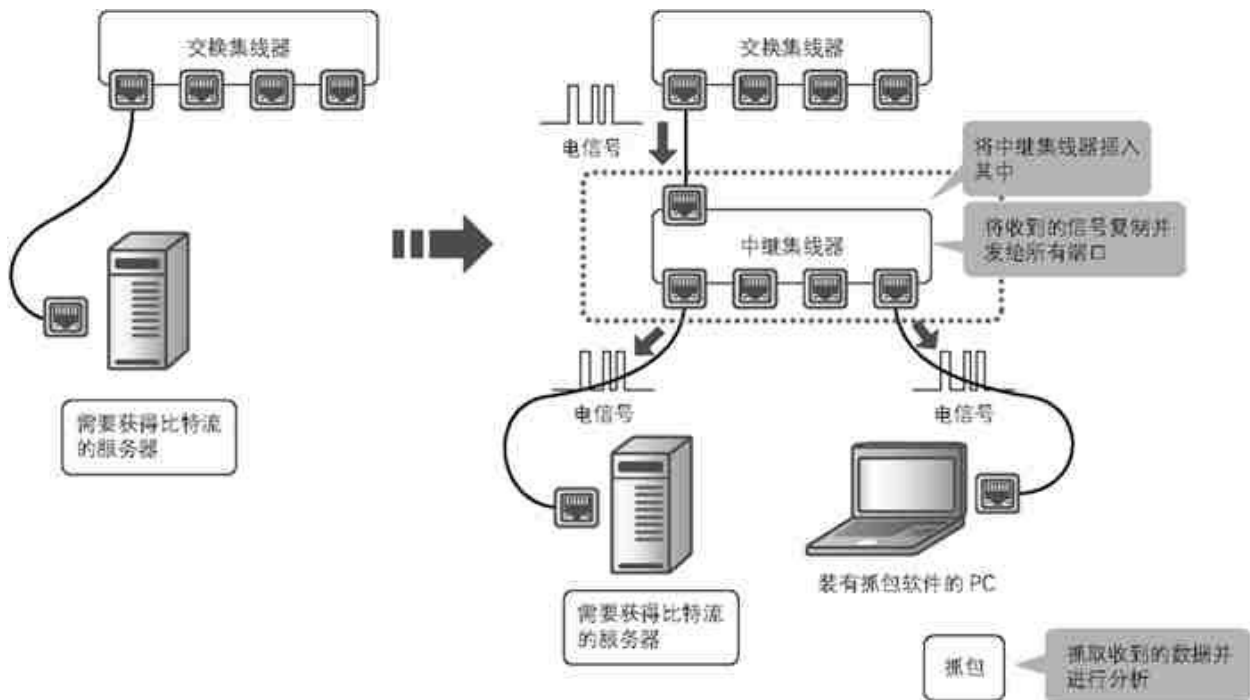 交换集线器
交换集线器
电信号
将中继集线器插入
其中
中继集线器
将收到的信号复制并
发给所有端口
电信号
电信号
需要获得比特流
的服务器
需要获得比特流
的服务器
装有抓包软件的 PC
抓包
抓取收到的数据并
进行分析